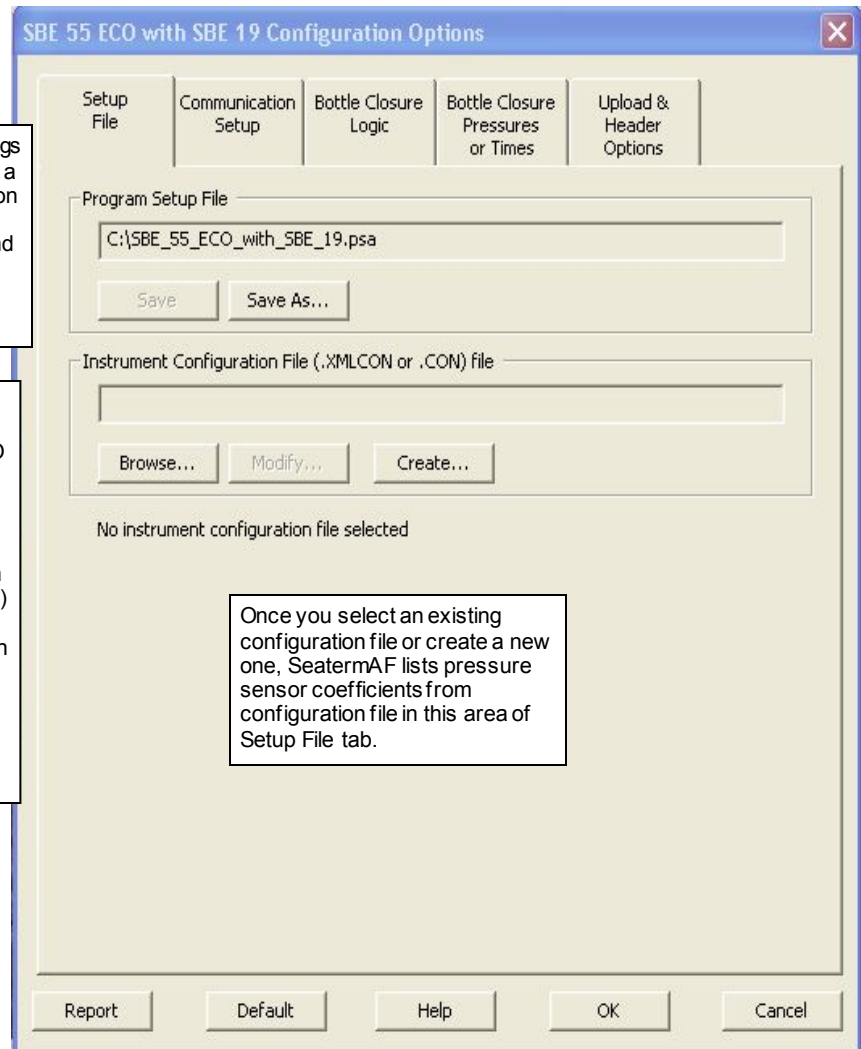 SBE 55 ECO with SBE 19 Configuration Options
Setup
File
Communication
Setup
Bottle Closure
Logic
Bottle Closure
Pressures
or Times
Upload &
Header
Options
a
Program Setup File
C:\SBE_55_ECO_with_SBE_19.psa
Save
Save As...
Instrument Configuration File (.XMLCON or .CON) file
Browse...
Modify...
Create...
No instrument configuration file selected
)
Once you select an existing
configuration file or create a new
one, SeatermAF lists pressure
sensor coefficients from
configuration file in this area of
Setup File tab.
Report
Default
Help
OK
Cancel